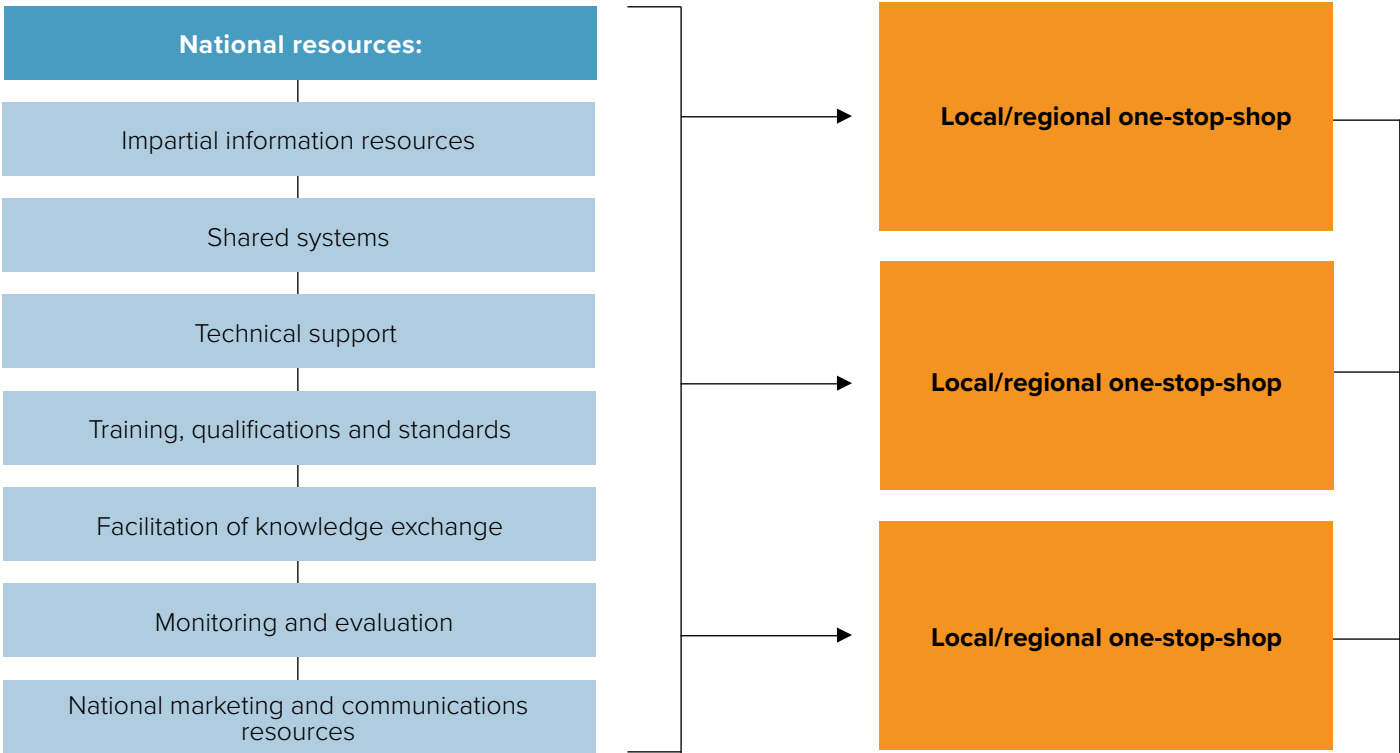 National resources:
Impartial information resources
Shared systems
Technical support
Training, qualifications and standards
Facilitation of knowledge exchange
Monitoring and evaluation
National marketing and communications
resources
Local/regional one-stop-shop
Local/regional one-stop-shop
Local/regional one-stop-shop